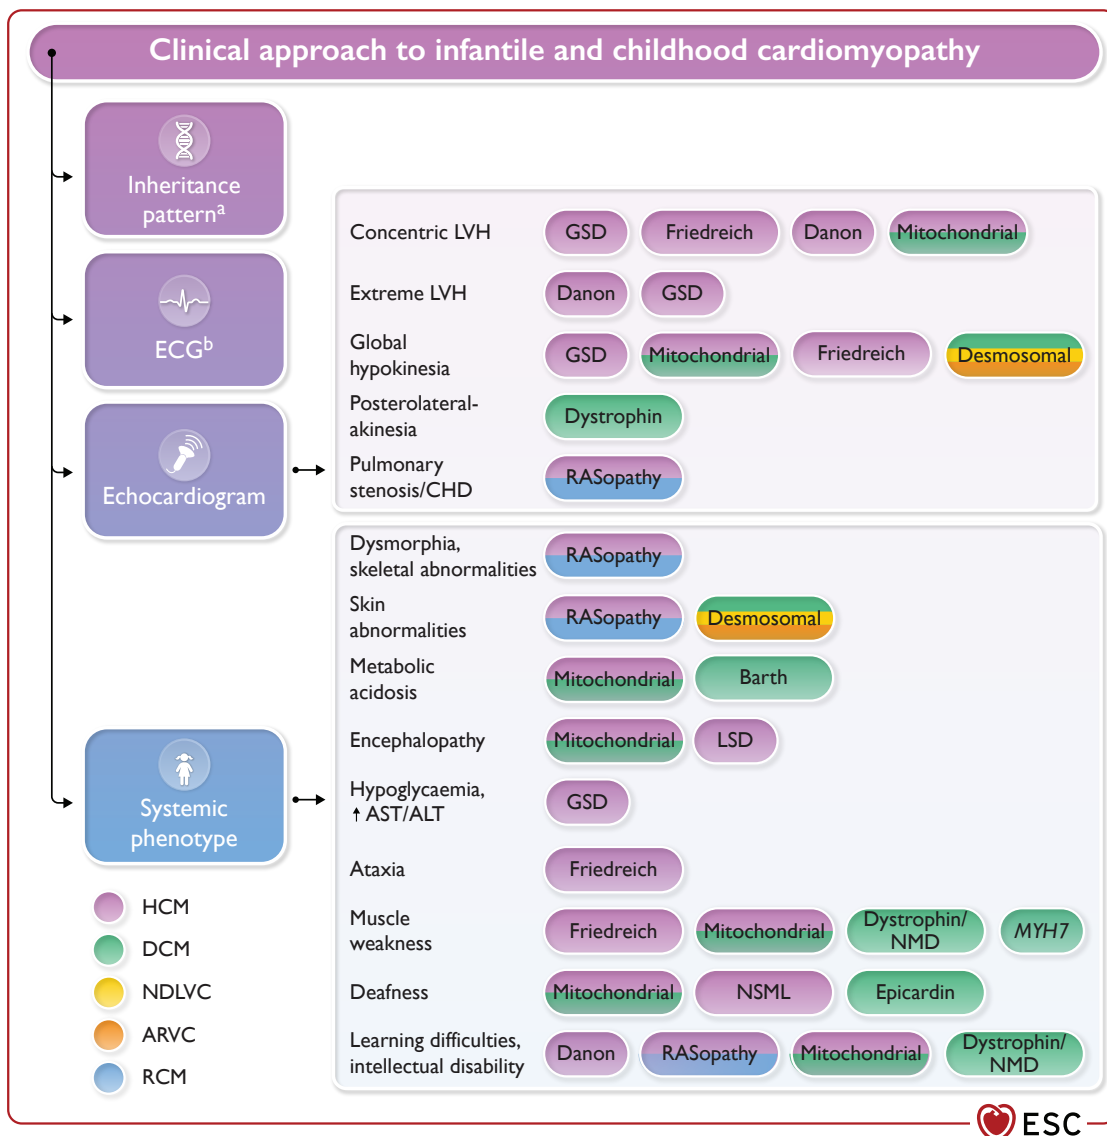 Clinical approach to infantile and childhood cardiomyopathy
Inheritance
patternᵃ
ECGᵇ
Echocardiogram
Concentric LVH GSD Friedreich Danon Mitochondrial
Extreme LVH Danon GSD
Global
hypokinesia GSD Mitochondrial Friedreich Desmosomal
Posterolateral-
akinesia Dystrophin
Pulmonary
stenosis/CHD RASopathy
Systemic
phenotype
Dysmorphia,
skeletal abnormalities RASopathy
Skin
abnormalities RASopathy Desmosomal
Metabolic
acidosis Mitochondrial Barth
Encephalopathy Mitochondrial LSD
Hypoglycaemia,
↑ AST/ALT GSD
Ataxia Friedreich
Muscle
weakness Friedreich Mitochondrial Dystrophin/
NMD MYH7
Deafness Mitochondrial NSML Epicardin
Learning difficulties,
intellectual disability Danon RASopathy Mitochondrial Dystrophin/
NMD
HCM
DCM
NDLVC
ARVC
RCM
ESC